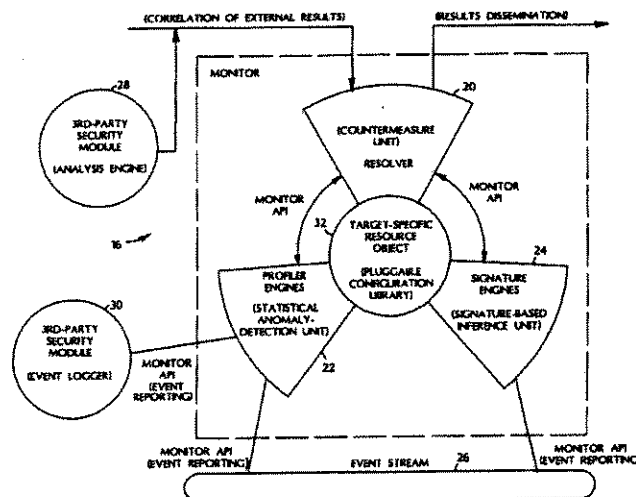 (CORRELATION OF EXTERNAL RESULTS)
(RESULTS DISSEMINATION)
MONITOR
28
3RD-PARTY
SECURITY
MODULE
(ANALYSIS ENGINE)
20
(COUNTERMEASURE
UNIT)
RESOLVER
MONITOR
API
MONITOR
API
16
32
TARGET-SPECIFIC
RESOURCE
OBJECT
(PLUGGABLE
CONFIGURATION
LIBRARY)
24
PROFILER
ENGINES
(STATISTICAL
ANOMALY-
DETECTION UNIT)
22
SIGNATURE
ENGINES
(SIGNATURE-BASED
INFERENCE UNIT)
30
3RD-PARTY
SECURITY
MODULE
(EVENT LOGGER)
MONITOR
API
(EVENT
REPORTING)
MONITOR API
(EVENT REPORTING)
MONITOR API
(EVENT REPORTING)
EVENT STREAM
26